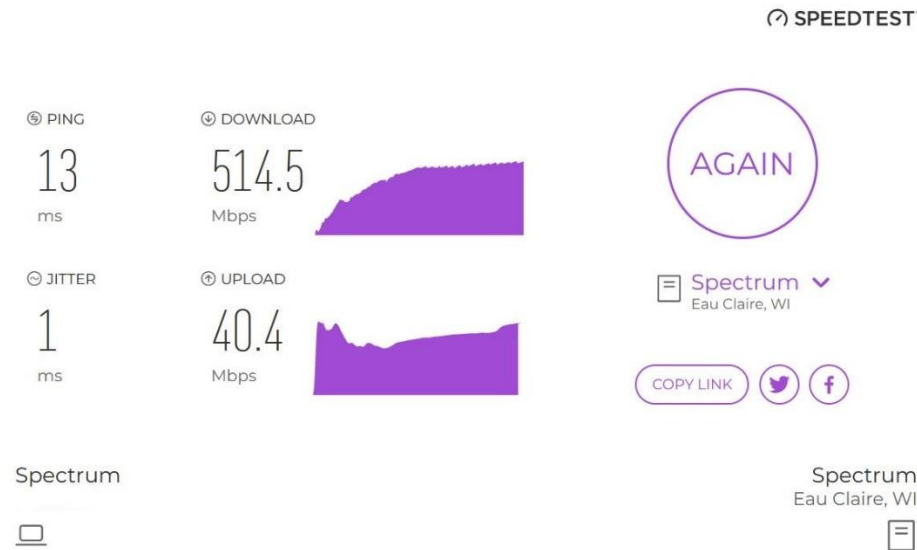 SPEEDTEST
PING
13
ms
DOWNLOAD
514.5
Mbps
JITTER
1
ms
UPLOAD
40.4
Mbps
AGAIN
Spectrum
Eau Claire, WI
COPY LINK
Spectrum
Spectrum
Eau Claire, WI